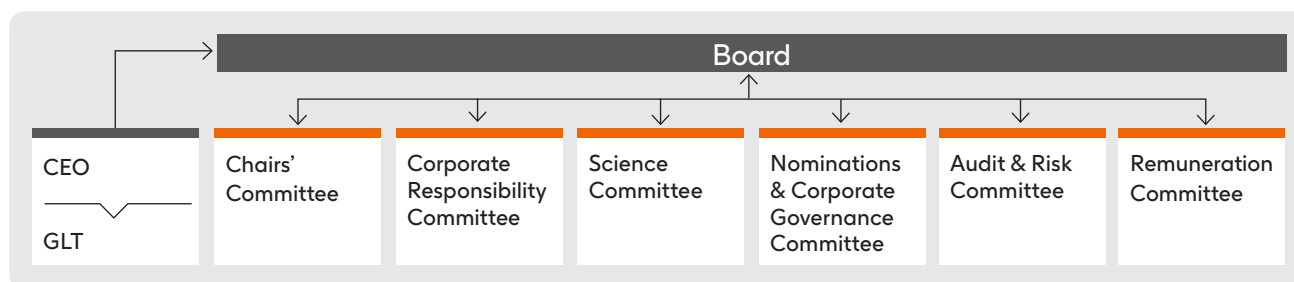 Board
CEO
GLT
Chairs’
Committee
Corporate
Responsibility
Committee
Science
Committee
Nominations
& Corporate
Governance
Committee
Audit & Risk
Committee
Remuneration
Committee